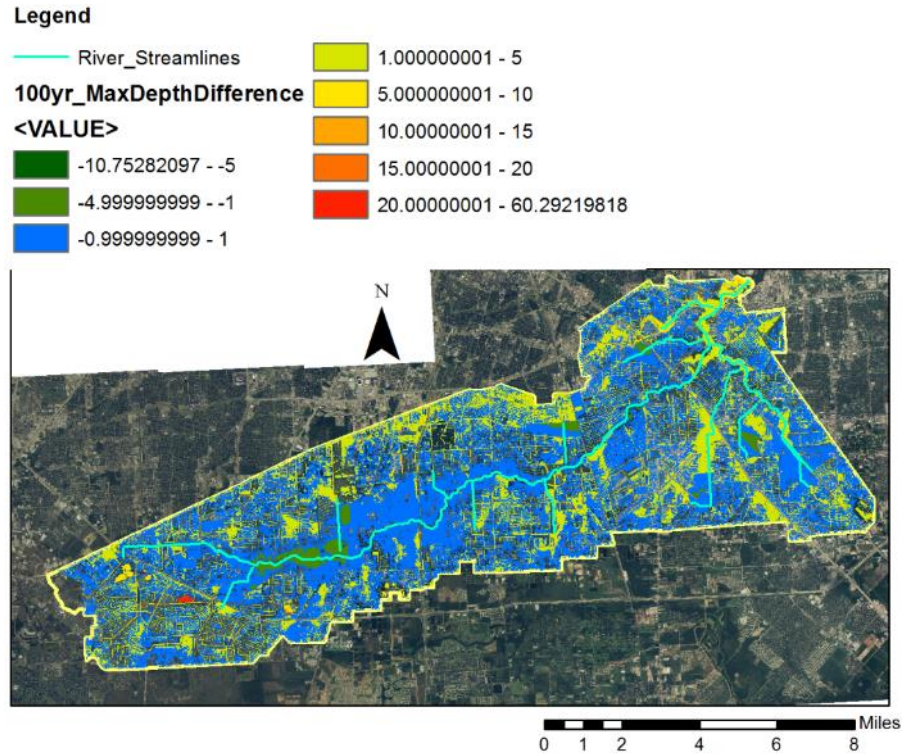 Legend
River_Streamlines
100yr_MaxDepthDifference
<VALUE>
-10.75282097 - -5
-4.999999999 - -1
-0.999999999 - 1
1.000000001 - 5
5.000000001 - 10
10.00000001 - 15
15.00000001 - 20
20.00000001 - 60.29219818
N
Miles
0 1 2 4 6 8